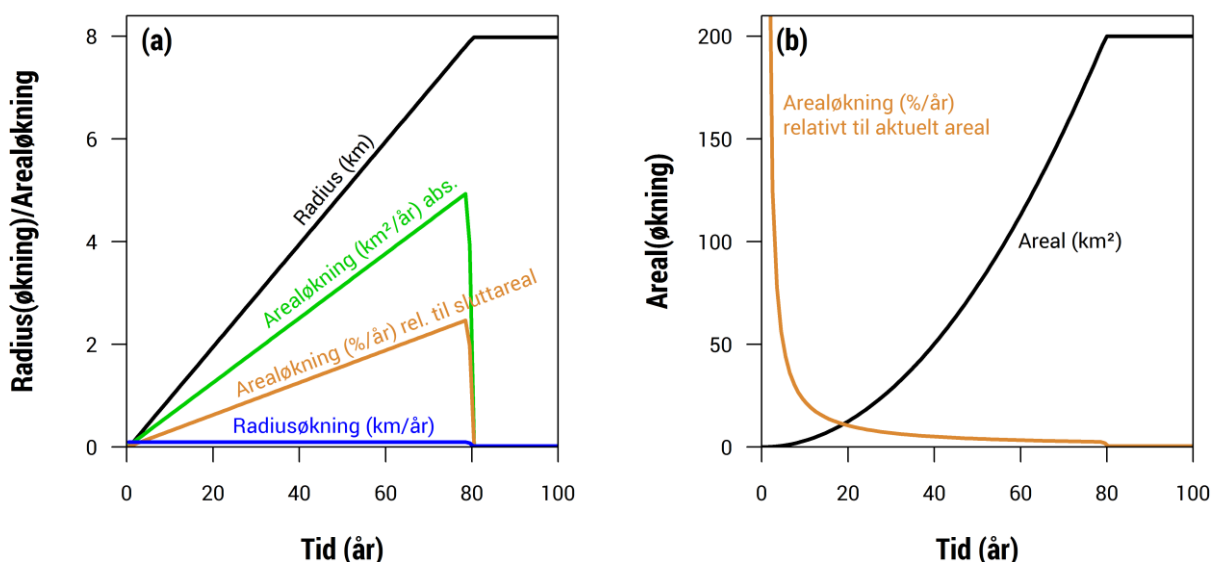 (a)
Radius(økning)/Arealøkning
8
6
4
2
0
Radius (km)
Arealøkning (km²/år) abs.
Arealøkning (%/år) rel. til sluttareal
Radiusøkning (km/år)
0 20 40 60 80 100
Tid (år)
(b)
Areal(økning)
200
150
100
50
0
Arealøkning (%/år)
relativt til aktuelt areal
Areal (km²)
0 20 40 60 80 100
Tid (år)